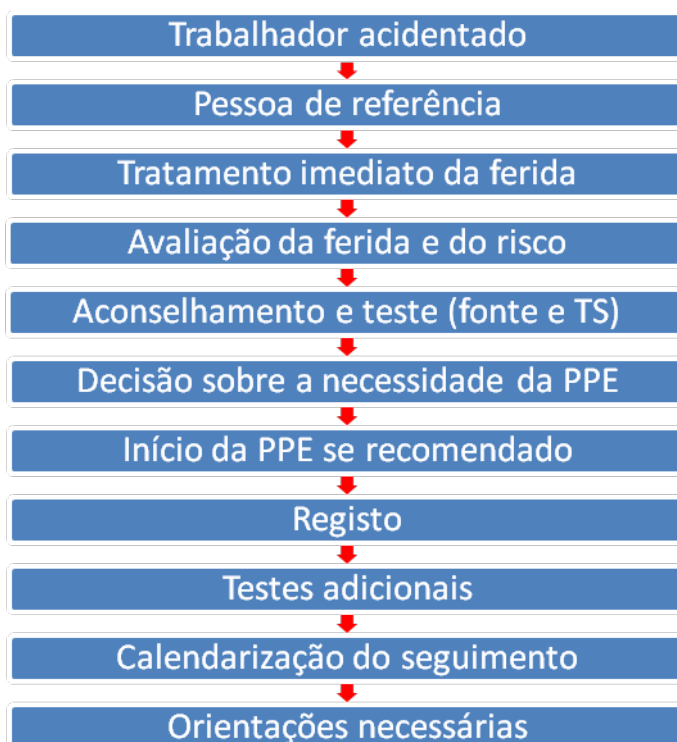 Trabalhador acidentado
Pessoa de referência
Tratamento imediato da ferida
Avaliação da ferida e do risco
Aconselhamento e teste (fonte e TS)
Decisão sobre a necessidade da PPE
Início da PPE se recomendado
Registo
Testes adicionais
Calendarização do seguimento
Orientações necessárias